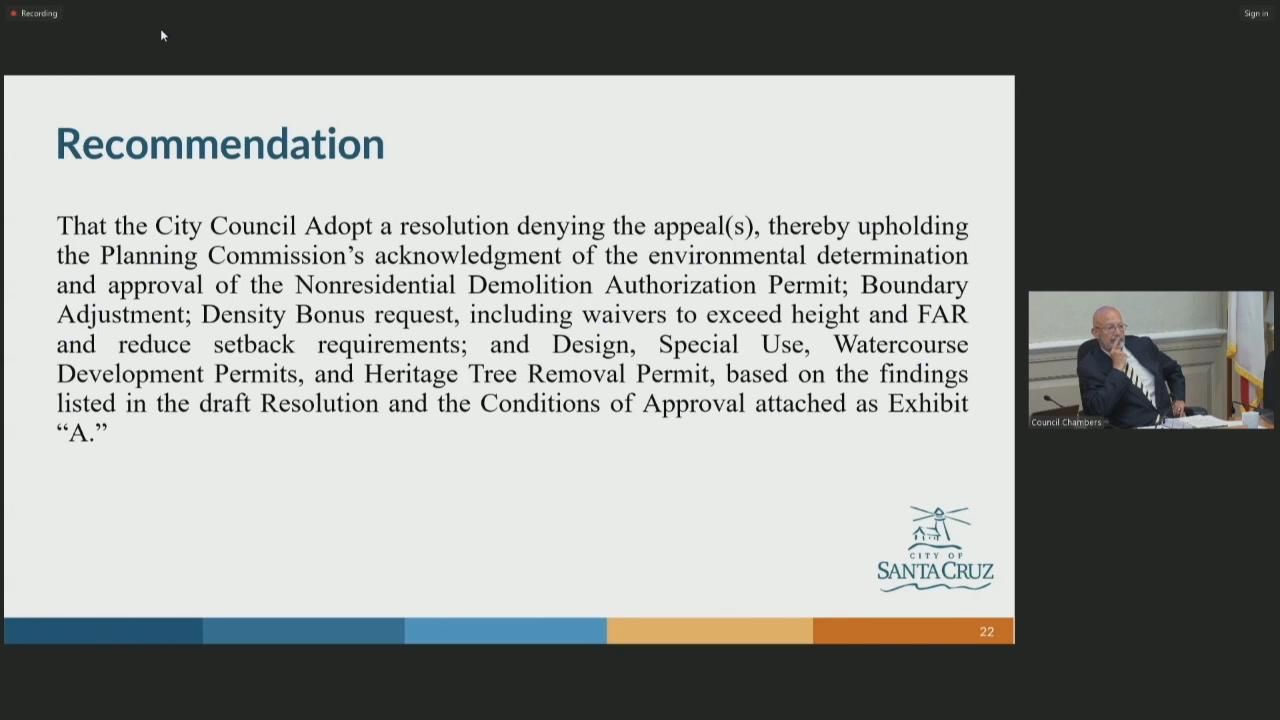 Recording
Sign in
Recommendation
That the City Council Adopt a resolution denying the appeal(s), thereby upholding
the Planning Commission’s acknowledgment of the environmental determination
and approval of the Nonresidential Demolition Authorization Permit; Boundary
Adjustment; Density Bonus request, including waivers to exceed height and FAR
and reduce setback requirements; and Design, Special Use, Watercourse
Development Permits, and Heritage Tree Removal Permit, based on the findings
listed in the draft Resolution and the Conditions of Approval attached as Exhibit
“A.”
Council Chambers
CITY OF
SANTA CRUZ
22